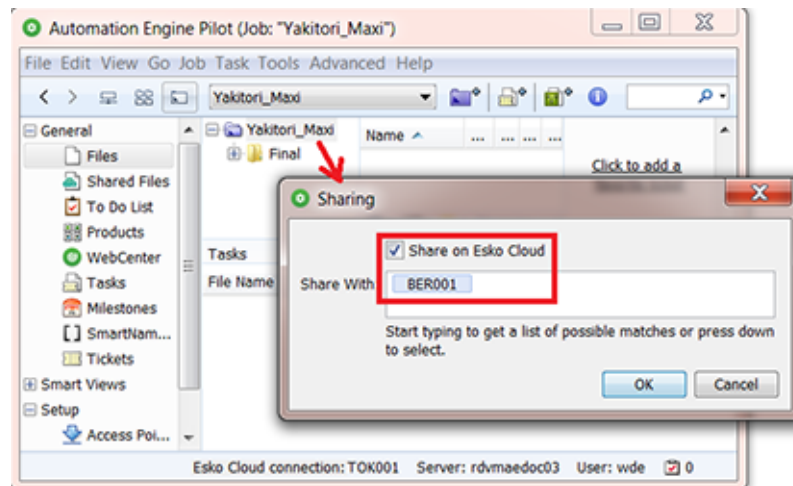 Automation Engine Pilot (Job: "Yakitori_Maxi")
File Edit View Go Job Task Tools Advanced Help
Yakitori_Maxi
General
Files
Shared Files
To Do List
Products
WebCenter
Tasks
Milestones
[ ] SmartNam...
Tickets
Smart Views
Setup
Access Poi...
Yakitori_Maxi
Final
Name ... ... ... ...
Click to add a
Tasks
File Name
Sharing
Share on Esko Cloud
Share With BER001
Start typing to get a list of possible matches or press down
to select.
OK Cancel
Esko Cloud connection: TOK001 Server: rdvmaedoc03 User: wde 0